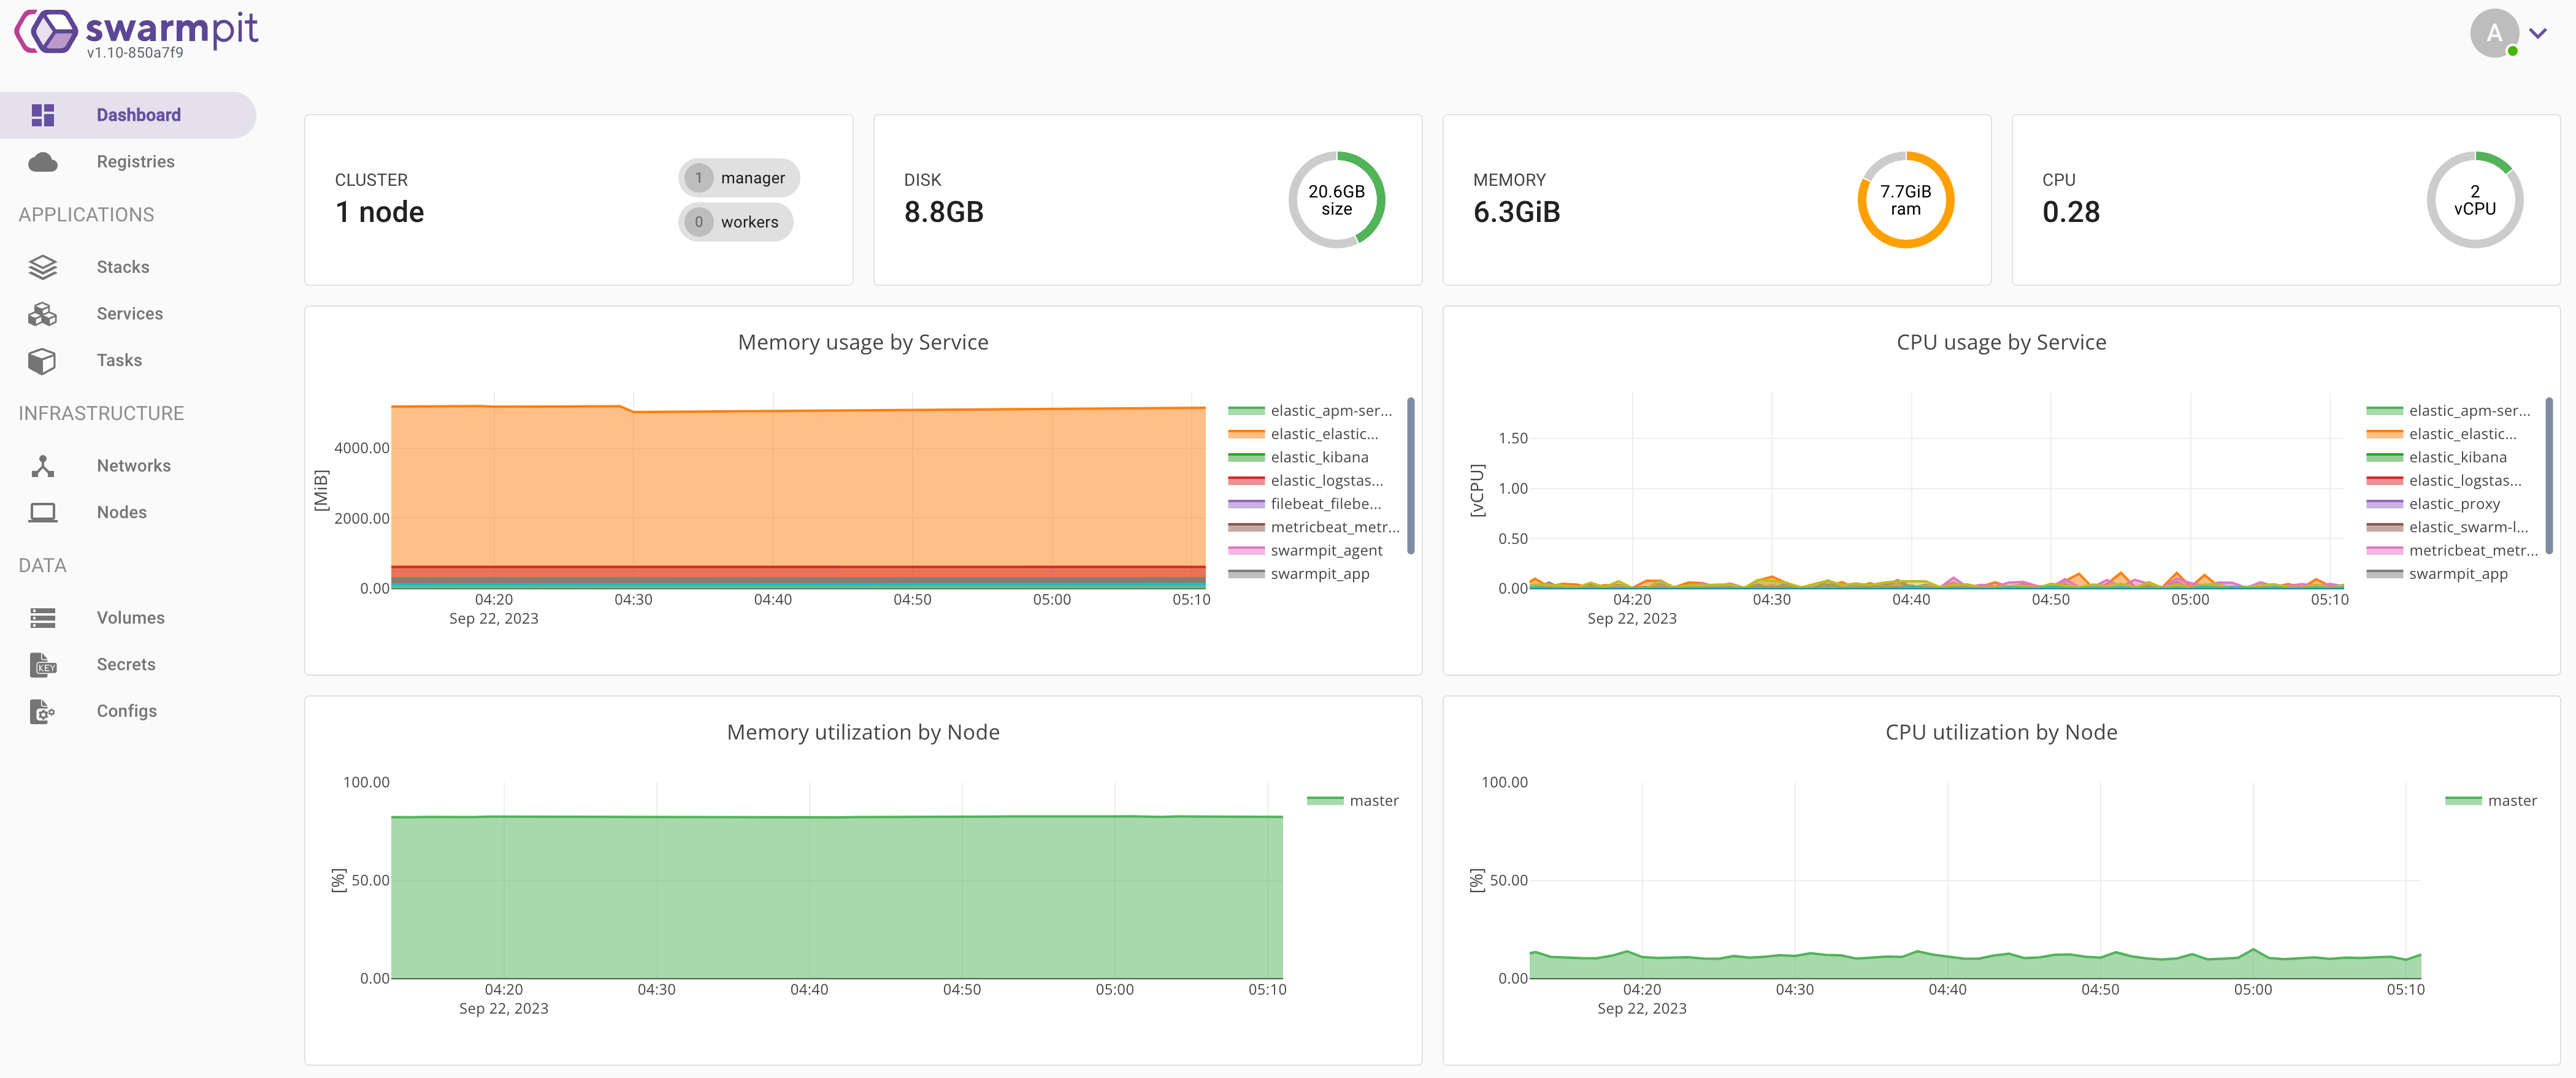 swarmpit
v1.10-850a7f9
A
Dashboard
Registries
APPLICATIONS
Stacks
Services
Tasks
INFRASTRUCTURE
Networks
Nodes
DATA
Volumes
Secrets
KEY
Configs
CLUSTER
1 node
1 manager
0 workers
DISK
8.8GB
20.6GB
size
MEMORY
6.3GiB
7.7GiB
ram
CPU
0.28
2
vCPU
Memory usage by Service
[MiB]
4000.00
2000.00
0.00
04:20 04:30 04:40 04:50 05:00 05:10
Sep 22, 2023
elastic_apm-ser...
elastic_elastic...
elastic_kibana
elastic_logstas...
filebeat_filebe...
metricbeat_metr...
swarmpit_agent
swarmpit_app
CPU usage by Service
[vCPU]
1.50
1.00
0.50
0.00
04:20 04:30 04:40 04:50 05:00 05:10
Sep 22, 2023
elastic_apm-ser...
elastic_elastic...
elastic_kibana
elastic_logstas...
elastic_proxy
elastic_swarm-l...
metricbeat_metr...
swarmpit_app
Memory utilization by Node
[%]
100.00
50.00
0.00
04:20 04:30 04:40 04:50 05:00 05:10
Sep 22, 2023
master
CPU utilization by Node
[%]
100.00
50.00
0.00
04:20 04:30 04:40 04:50 05:00 05:10
Sep 22, 2023
master